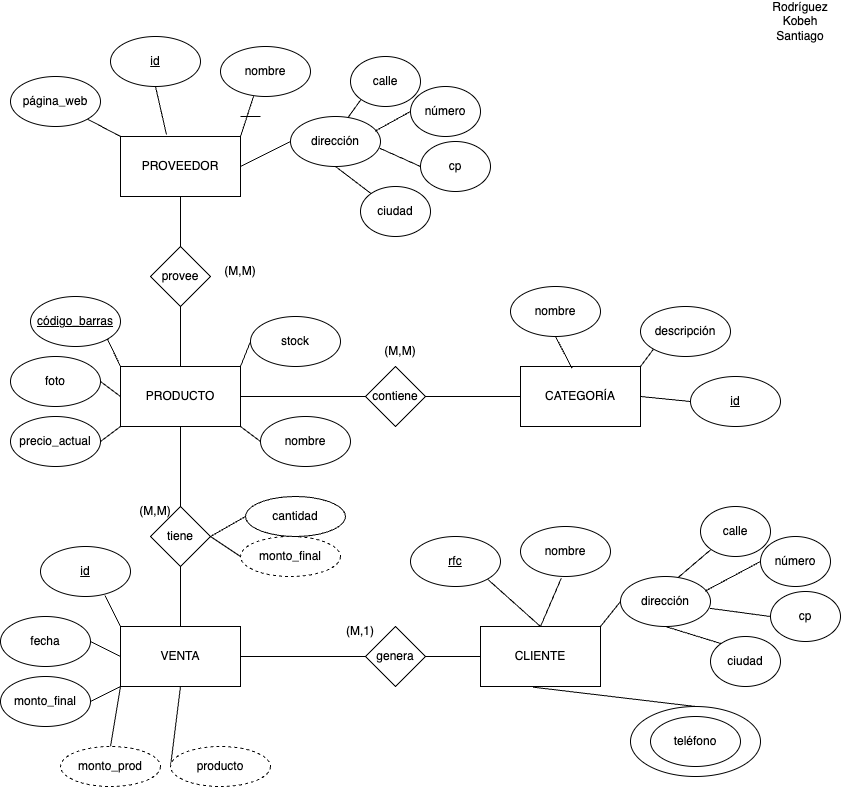 Rodríguez
Kobeh
Santiago
id
nombre
página_web
calle
número
dirección
cp
ciudad
PROVEEDOR
provee
(M,M)
código_barras
stock
foto
PRODUCTO
precio_actual
nombre
(M,M)
contiene
nombre
descripción
CATEGORÍA
id
(M,M)
tiene
cantidad
monto_final
id
fecha
VENTA
monto_final
monto_prod
producto
(M,1)
genera
rfc
nombre
CLIENTE
calle
número
dirección
cp
ciudad
teléfono